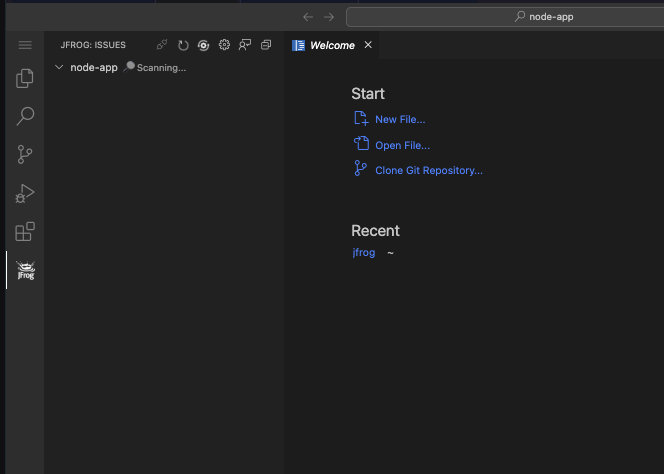 node-app
JFROG: ISSUES
Welcome
node-app Scanning...
Start
New File...
Open File...
Clone Git Repository...
Recent
jfrog ~
JFrog